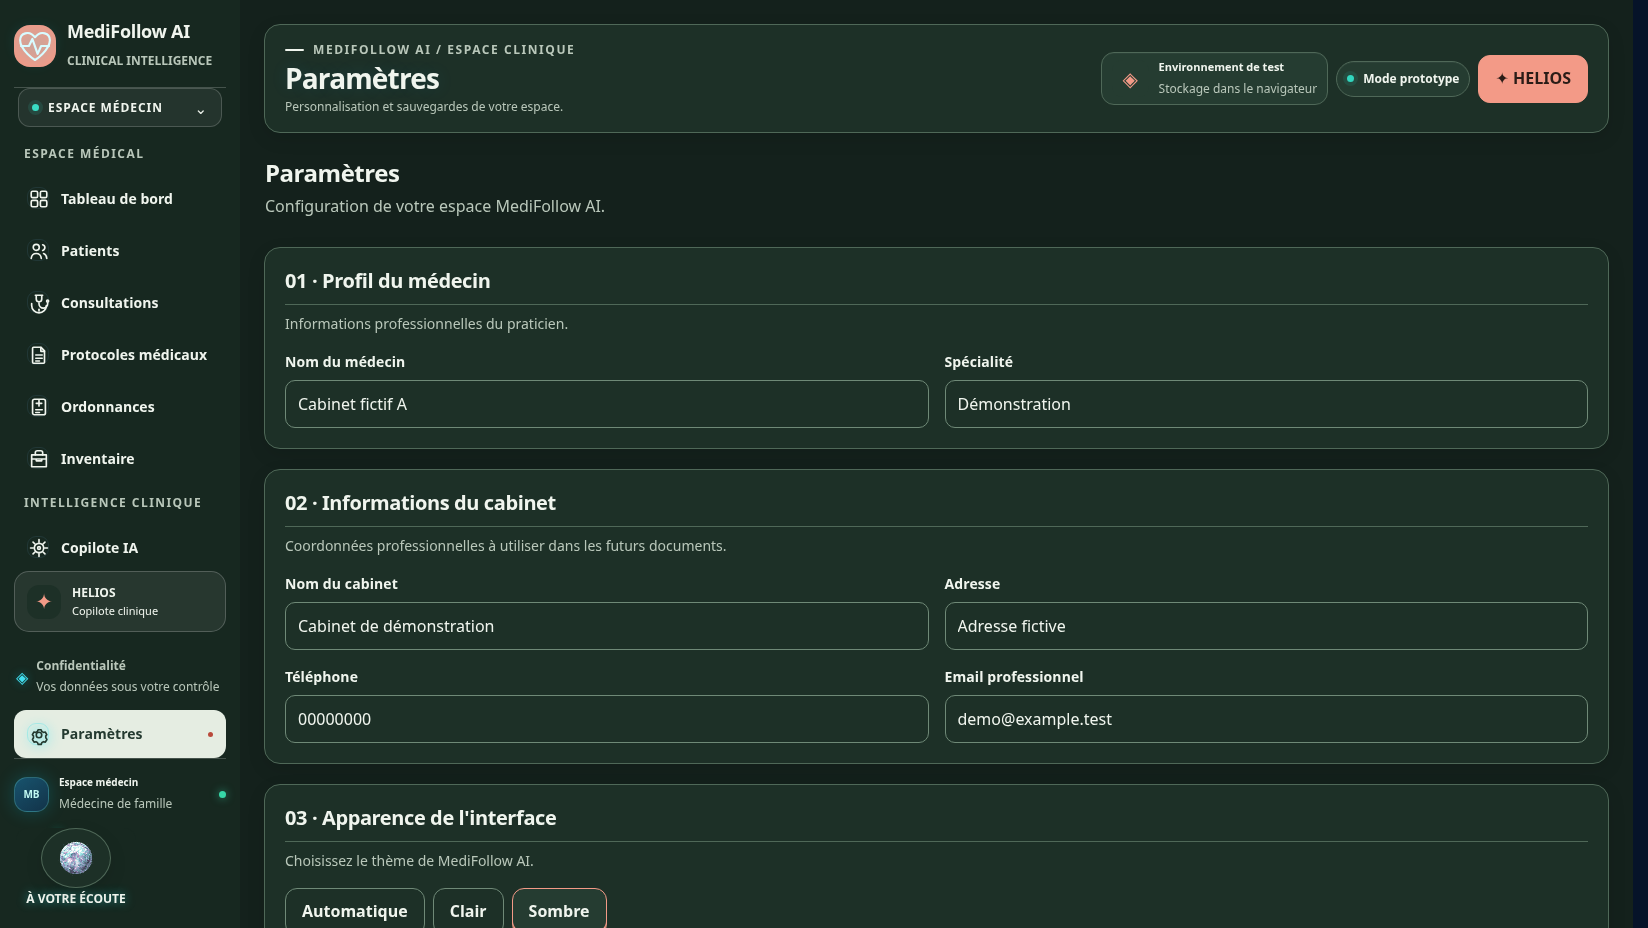 MediFollow AI
CLINICAL INTELLIGENCE
ESPACE MÉDECIN
ESPACE MÉDICAL
Tableau de bord
Patients
Consultations
Protocoles médicaux
Ordonnances
Inventaire
INTELLIGENCE CLINIQUE
Copilote IA
HELIOS
Copilote clinique
Confidentialité
Vos données sous votre contrôle
Paramètres
MB
Espace médecin
Médecine de famille
À VOTRE ÉCOUTE
MEDIFOLLOW AI / ESPACE CLINIQUE
Paramètres
Personnalisation et sauvegardes de votre espace.
Environnement de test
Stockage dans le navigateur
Mode prototype
✦ HELIOS
Paramètres
Configuration de votre espace MediFollow AI.
01 · Profil du médecin
Informations professionnelles du praticien.
Nom du médecin
Cabinet fictif A
Spécialité
Démonstration
02 · Informations du cabinet
Coordonnées professionnelles à utiliser dans les futurs documents.
Nom du cabinet
Cabinet de démonstration
Adresse
Adresse fictive
Téléphone
00000000
Email professionnel
demo@example.test
03 · Apparence de l'interface
Choisissez le thème de MediFollow AI.
Automatique
Clair
Sombre